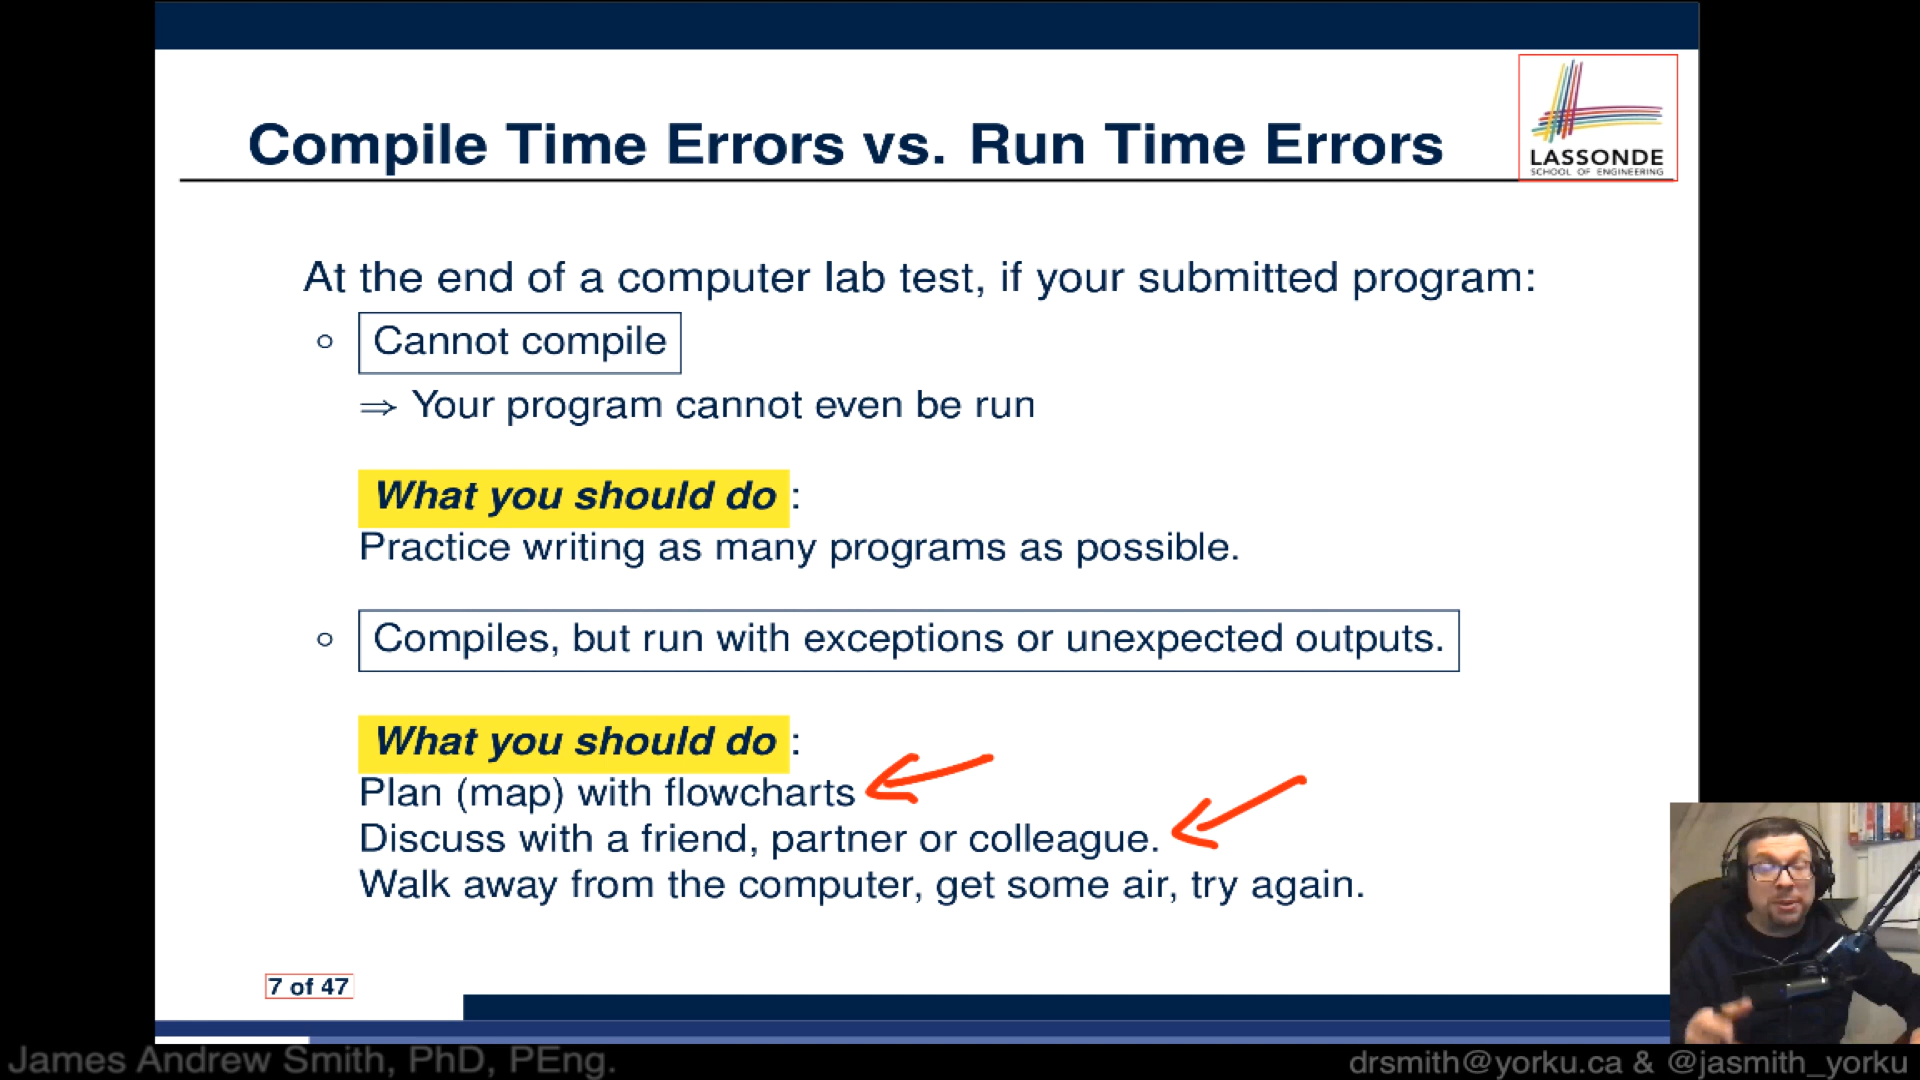 Compile Time Errors vs. Run Time Errors
LASSONDE
SCHOOL OF ENGINEERING
At the end of a computer lab test, if your submitted program:
◦ Cannot compile
⇒ Your program cannot even be run
What you should do :
Practice writing as many programs as possible.
◦ Compiles, but run with exceptions or unexpected outputs.
What you should do :
Plan (map) with flowcharts
Discuss with a friend, partner or colleague.
Walk away from the computer, get some air, try again.
7 of 47
James Andrew Smith, PhD, PEng.
drsmith@yorku.ca & @jasmith_yorku